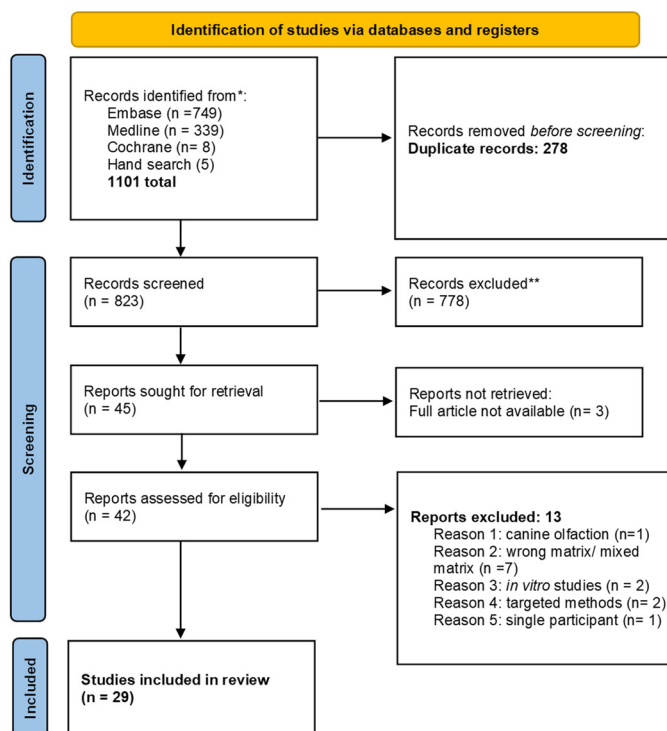 Identification of studies via databases and registers
Identification
Records identified from*:
Embase (n =749)
Medline (n = 339)
Cochrane (n= 8)
Hand search (5)
1101 total
Records removed before screening:
Duplicate records: 278
Screening
Records screened
(n = 823)
Records excluded**
(n = 778)
Reports sought for retrieval
(n = 45)
Reports not retrieved:
Full article not available (n= 3)
Reports assessed for eligibility
(n = 42)
Reports excluded: 13
Reason 1: canine olfaction (n=1)
Reason 2: wrong matrix/ mixed
matrix (n =7)
Reason 3: in vitro studies (n = 2)
Reason 4: targeted methods (n= 2)
Reason 5: single participant (n= 1)
Included
Studies included in review
(n = 29)